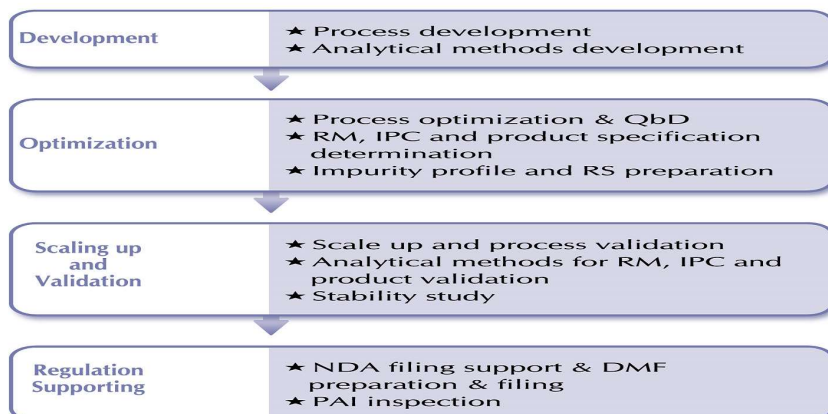 Development
★ Process development
★ Analytical methods development
Optimization
★ Process optimization & QbD
★ RM, IPC and product specification
determination
★ Impurity profile and RS preparation
Scaling up
and
Validation
★ Scale up and process validation
★ Analytical methods for RM, IPC and
product validation
★ Stability study
Regulation
Supporting
★ NDA filing support & DMF
preparation & filing
★ PAI inspection